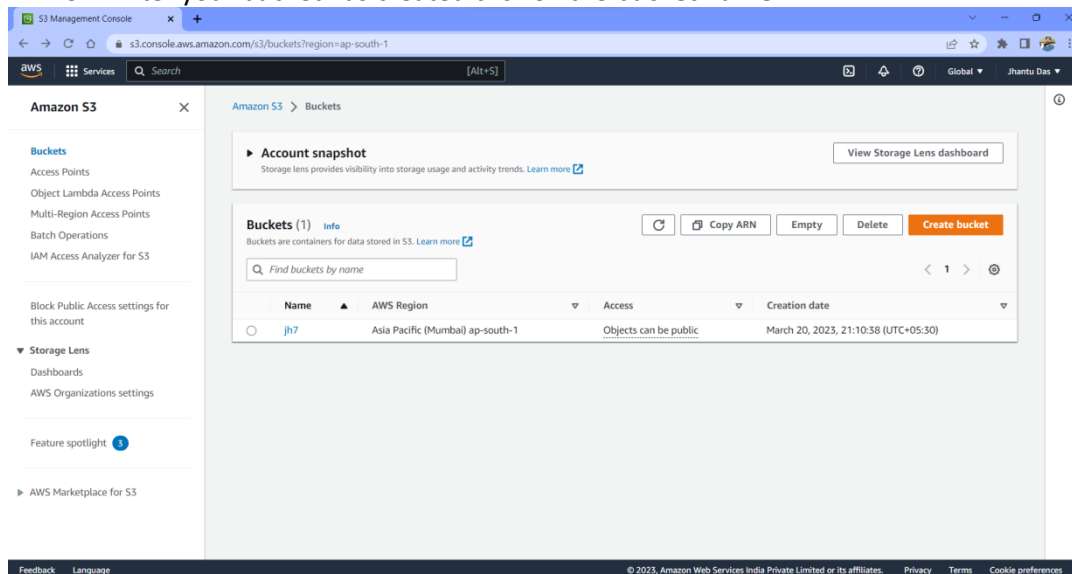 S3 Management Console
s3.console.aws.amazon.com/s3/buckets?region=ap-south-1
aws Services Search [Alt+S] Global Jhantu Das
Amazon S3
Buckets
Access Points
Object Lambda Access Points
Multi-Region Access Points
Batch Operations
IAM Access Analyzer for S3
Block Public Access settings for
this account
Storage Lens
Dashboards
AWS Organizations settings
Feature spotlight 3
AWS Marketplace for S3
Amazon S3 > Buckets
Account snapshot
Storage lens provides visibility into storage usage and activity trends. Learn more
View Storage Lens dashboard
Buckets (1) Info
Buckets are containers for data stored in S3. Learn more
Copy ARN Empty Delete Create bucket
Find buckets by name
1
Name AWS Region Access Creation date
jh7 Asia Pacific (Mumbai) ap-south-1 Objects can be public March 20, 2023, 21:10:38 (UTC+05:30)
Feedback Language © 2023, Amazon Web Services India Private Limited or its affiliates. Privacy Terms Cookie preferences